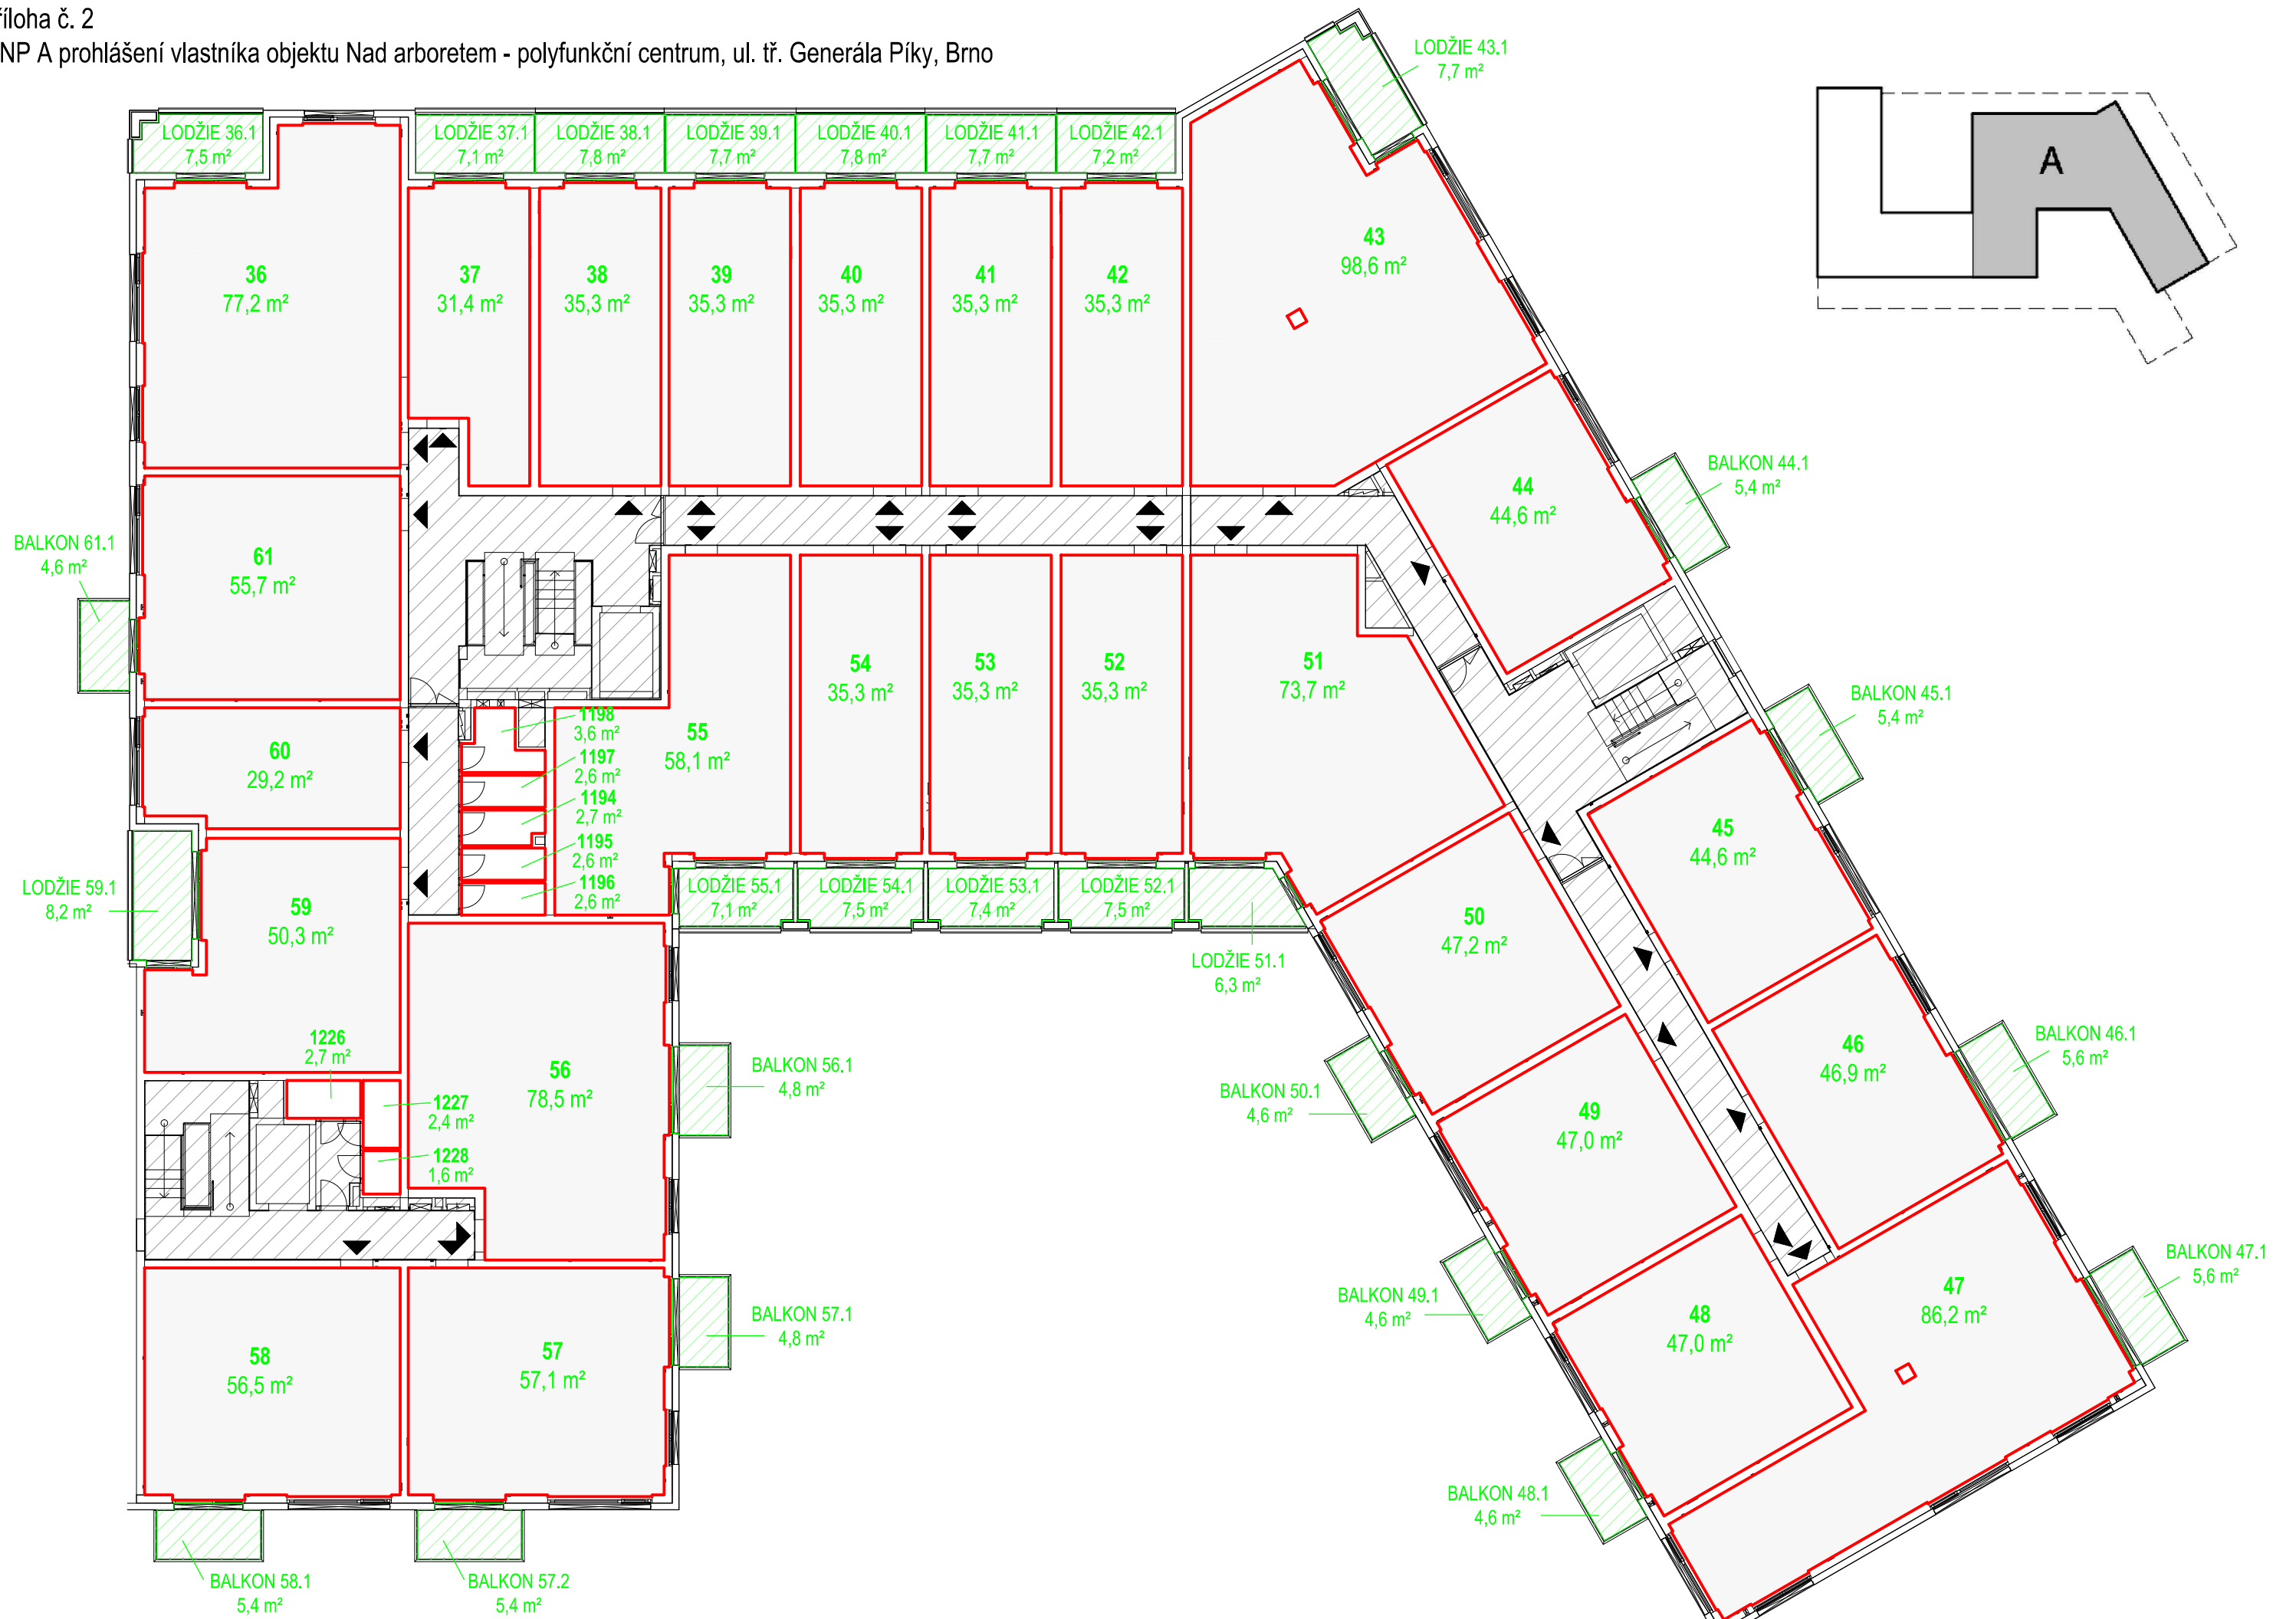 íloha č. 2
NP A prohlášení vlastníka objektu Nad arboretem - polyfunkční centrum, ul. tř. Generála Píky, Brno
LODŽIE 43.1
7,7 m²
LODŽIE 36.1
7,5 m²
LODŽIE 37.1
7,1 m²
LODŽIE 38.1
7,8 m²
LODŽIE 39.1
7,7 m²
LODŽIE 40.1
7,8 m²
LODŽIE 41.1
7,7 m²
LODŽIE 42.1
7,2 m²
A
36
77,2 m²
37
31,4 m²
38
35,3 m²
39
35,3 m²
40
35,3 m²
41
35,3 m²
42
35,3 m²
43
98,6 m²
44
44,6 m²
BALKON 44.1
5,4 m²
BALKON 61.1
4,6 m²
61
55,7 m²
54
35,3 m²
53
35,3 m²
52
35,3 m²
51
73,7 m²
BALKON 45.1
5,4 m²
60
29,2 m²
1198
3,6 m²
1197
2,6 m²
1194
2,7 m²
1195
2,6 m²
1196
2,6 m²
55
58,1 m²
45
44,6 m²
LODŽIE 59.1
8,2 m²
59
50,3 m²
LODŽIE 55.1
7,1 m²
LODŽIE 54.1
7,5 m²
LODŽIE 53.1
7,4 m²
LODŽIE 52.1
7,5 m²
LODŽIE 51.1
6,3 m²
50
47,2 m²
1226
2,7 m²
1227
2,4 m²
1228
1,6 m²
56
78,5 m²
BALKON 56.1
4,8 m²
BALKON 50.1
4,6 m²
49
47,0 m²
46
46,9 m²
BALKON 46.1
5,6 m²
58
56,5 m²
57
57,1 m²
BALKON 57.1
4,8 m²
BALKON 49.1
4,6 m²
48
47,0 m²
47
86,2 m²
BALKON 47.1
5,6 m²
BALKON 48.1
4,6 m²
BALKON 58.1
5,4 m²
BALKON 57.2
5,4 m²